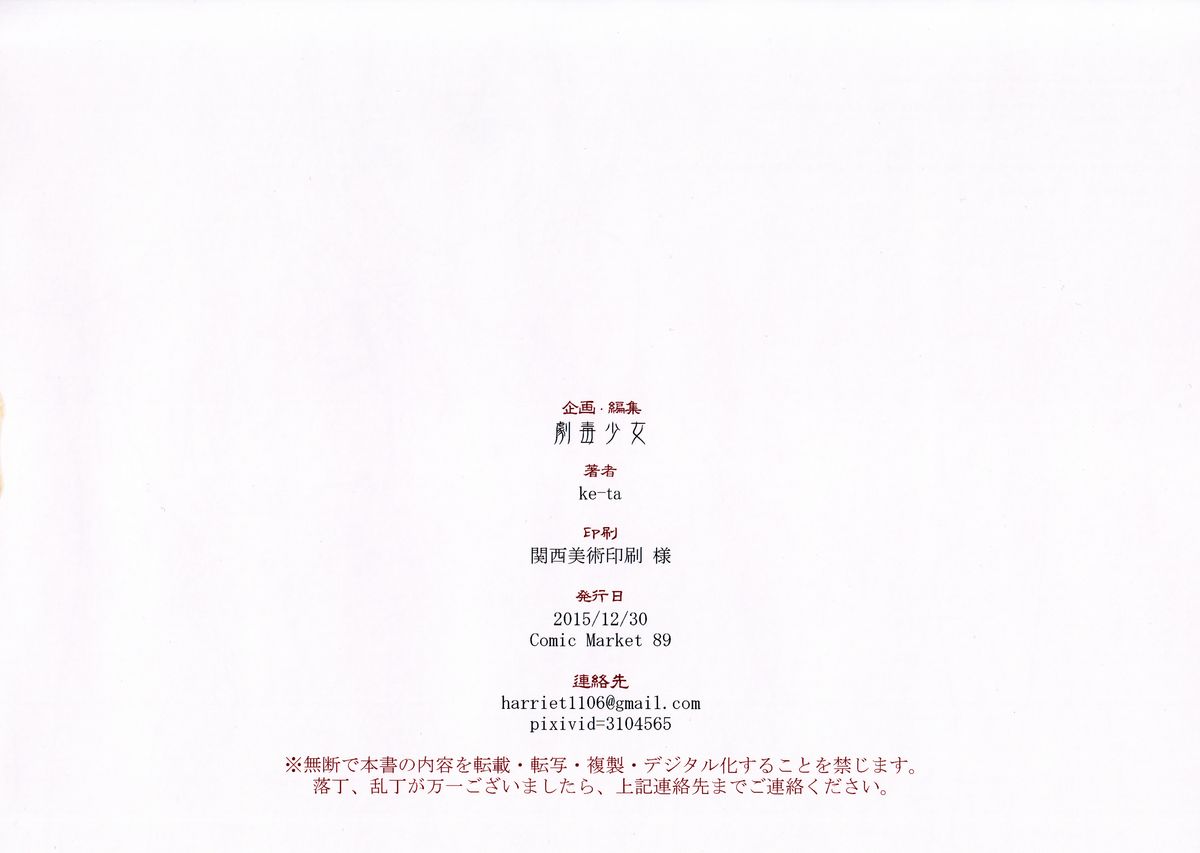 企画・編集
劇毒少女
著者
ke-ta
印刷
関西美術印刷 様
発行日
2015/12/30
Comic Market 89
連絡先
harriet1106@gmail.com
pixivid=3104565
※無断で本書の内容を転載・転写・複製・デジタル化することを禁じます。
落丁、乱丁が万一ございましたら、上記連絡先までご連絡ください。